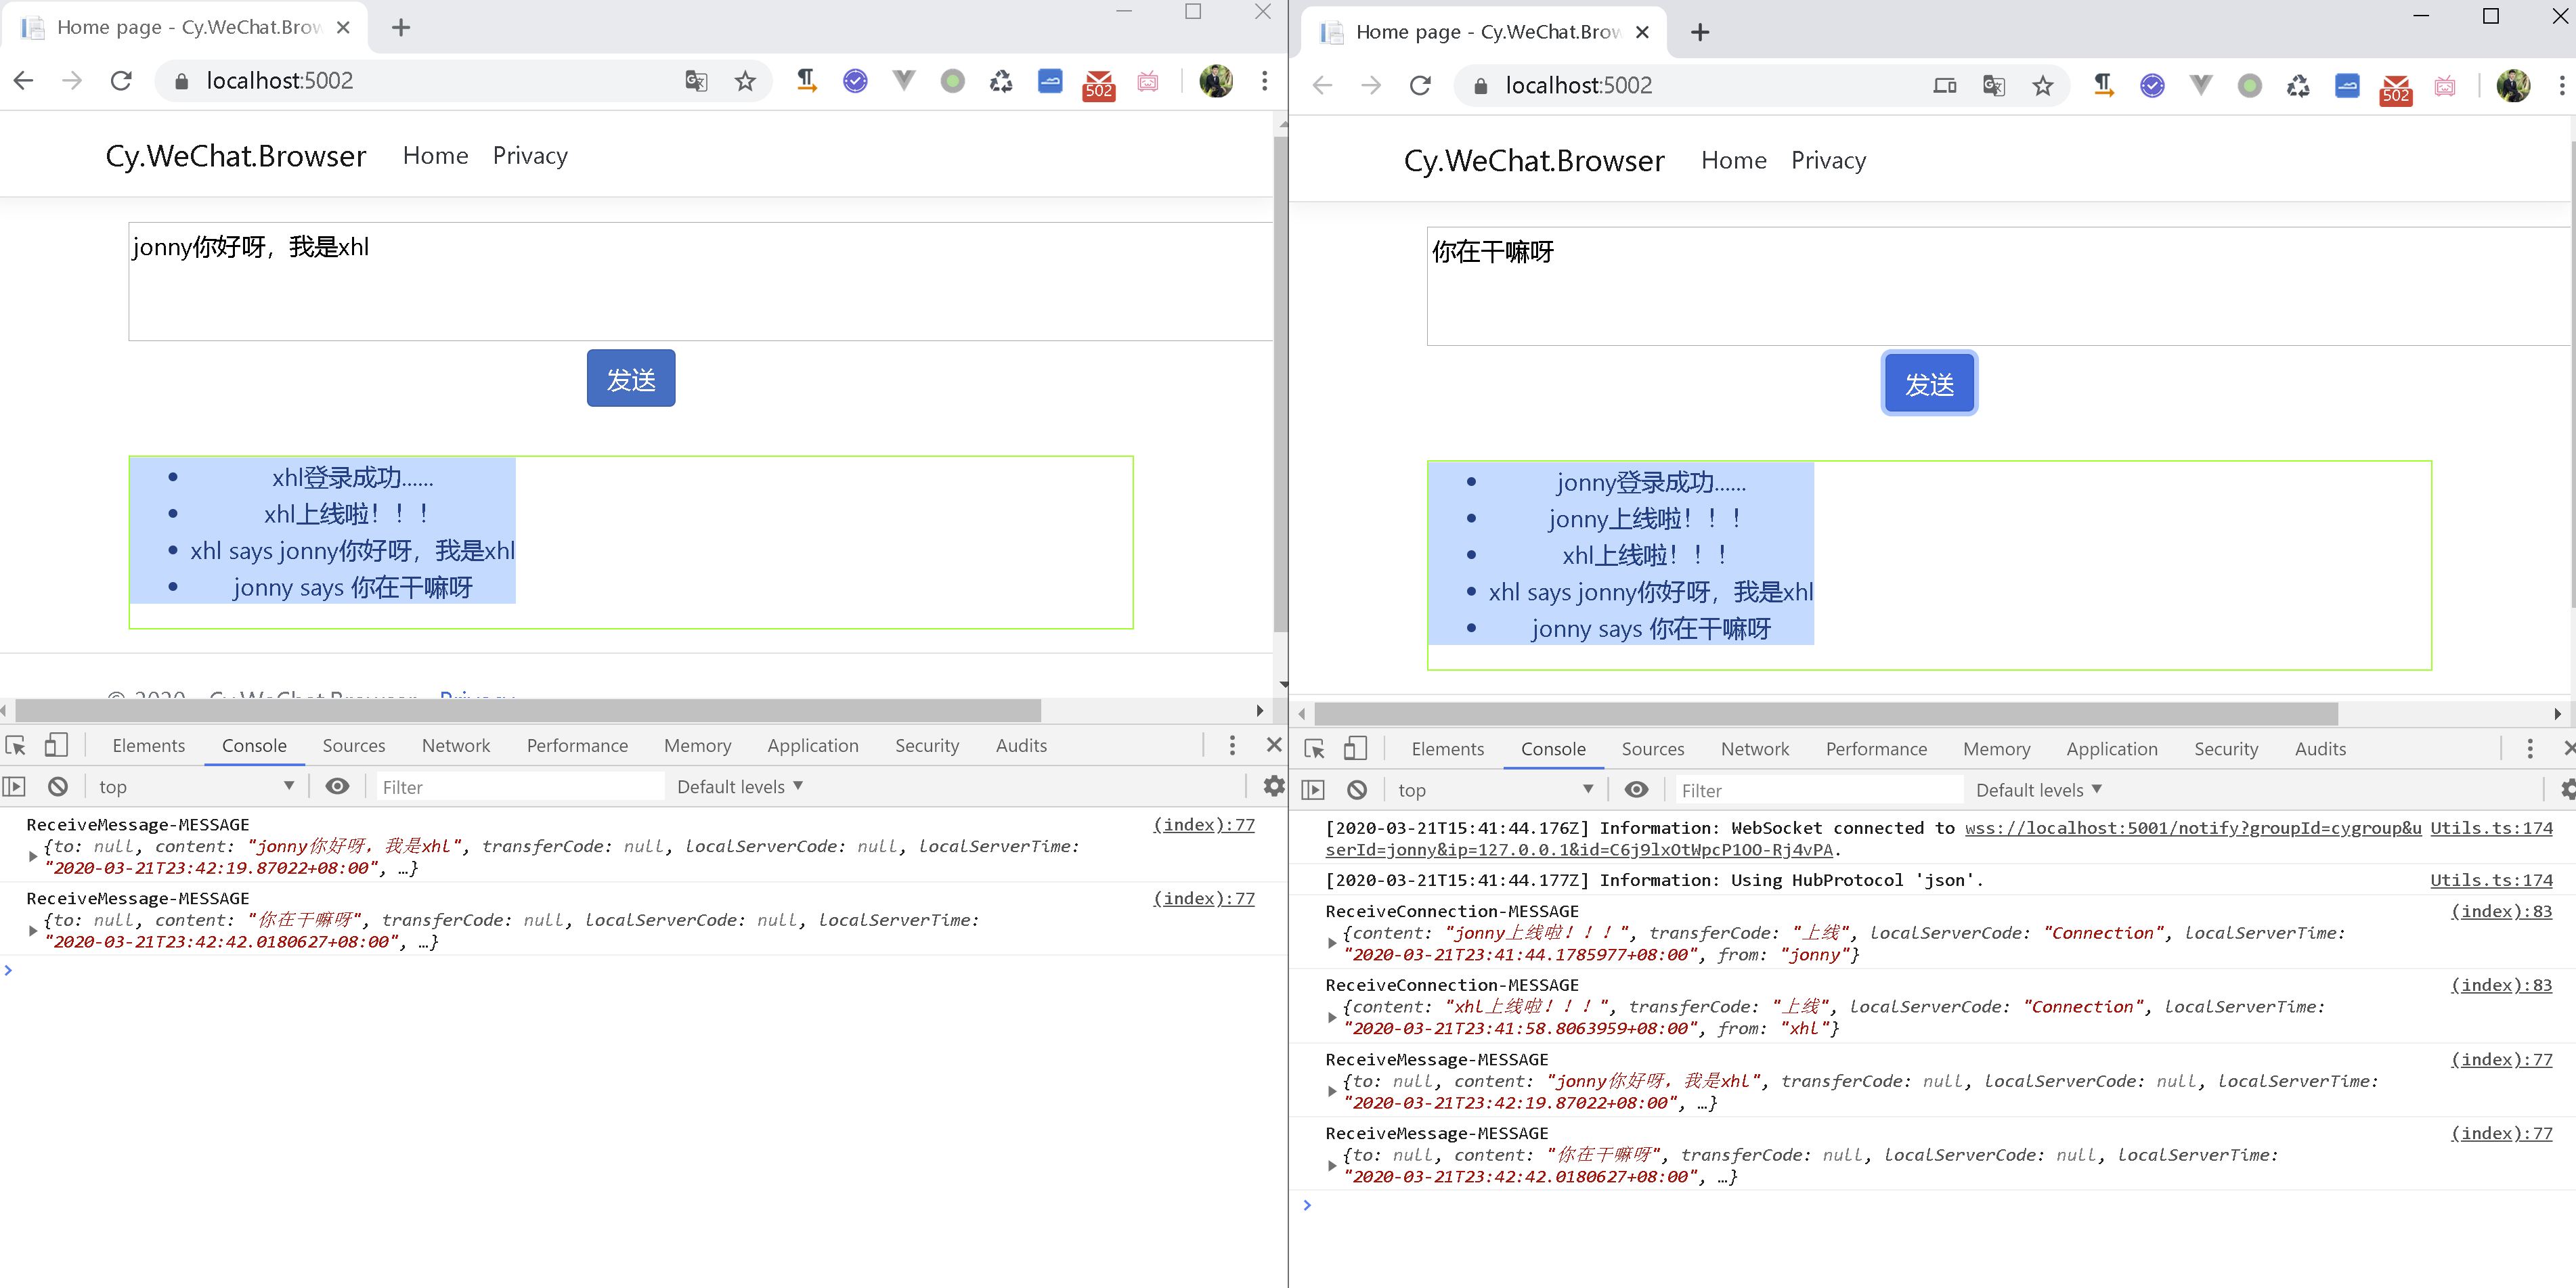 Home page - Cy.WeChat.Brow
localhost:5002
502
Cy.WeChat.Browser Home Privacy
jonny你好呀，我是xhl
发送
xhl登录成功......
xhl上线啦！！！
xhl says jonny你好呀，我是xhl
jonny says 你在干嘛呀
© 2020 - Cy.WeChat.Browser - Privacy
Elements Console Sources Network Performance Memory Application Security Audits
top Filter Default levels
ReceiveMessage-MESSAGE (index):77
{to: null, content: "jonny你好呀，我是xhl", transferCode: null, localServerCode: null, localServerTime:
"2020-03-21T23:42:19.87022+08:00", …}
ReceiveMessage-MESSAGE (index):77
{to: null, content: "你在干嘛呀", transferCode: null, localServerCode: null, localServerTime:
"2020-03-21T23:42:42.0180627+08:00", …}
Home page - Cy.WeChat.Brow
localhost:5002
502
Cy.WeChat.Browser Home Privacy
你在干嘛呀
发送
jonny登录成功......
jonny上线啦！！！
xhl上线啦！！！
xhl says jonny你好呀，我是xhl
jonny says 你在干嘛呀
Elements Console Sources Network Performance Memory Application Security Audits
top Filter Default levels
[2020-03-21T15:41:44.176Z] Information: WebSocket connected to wss://localhost:5001/notify?groupId=cygroup&u Utils.ts:174
serId=jonny&ip=127.0.0.1&id=C6j9lxOtWpcP1OO-Rj4vPA.
[2020-03-21T15:41:44.177Z] Information: Using HubProtocol 'json'. Utils.ts:174
ReceiveConnection-MESSAGE (index):83
{content: "jonny上线啦！！！", transferCode: "上线", localServerCode: "Connection", localServerTime:
"2020-03-21T23:41:44.1785977+08:00", from: "jonny"}
ReceiveConnection-MESSAGE (index):83
{content: "xhl上线啦！！！", transferCode: "上线", localServerCode: "Connection", localServerTime:
"2020-03-21T23:41:58.8063959+08:00", from: "xhl"}
ReceiveMessage-MESSAGE (index):77
{to: null, content: "jonny你好呀，我是xhl", transferCode: null, localServerCode: null, localServerTime:
"2020-03-21T23:42:19.87022+08:00", …}
ReceiveMessage-MESSAGE (index):77
{to: null, content: "你在干嘛呀", transferCode: null, localServerCode: null, localServerTime:
"2020-03-21T23:42:42.0180627+08:00", …}